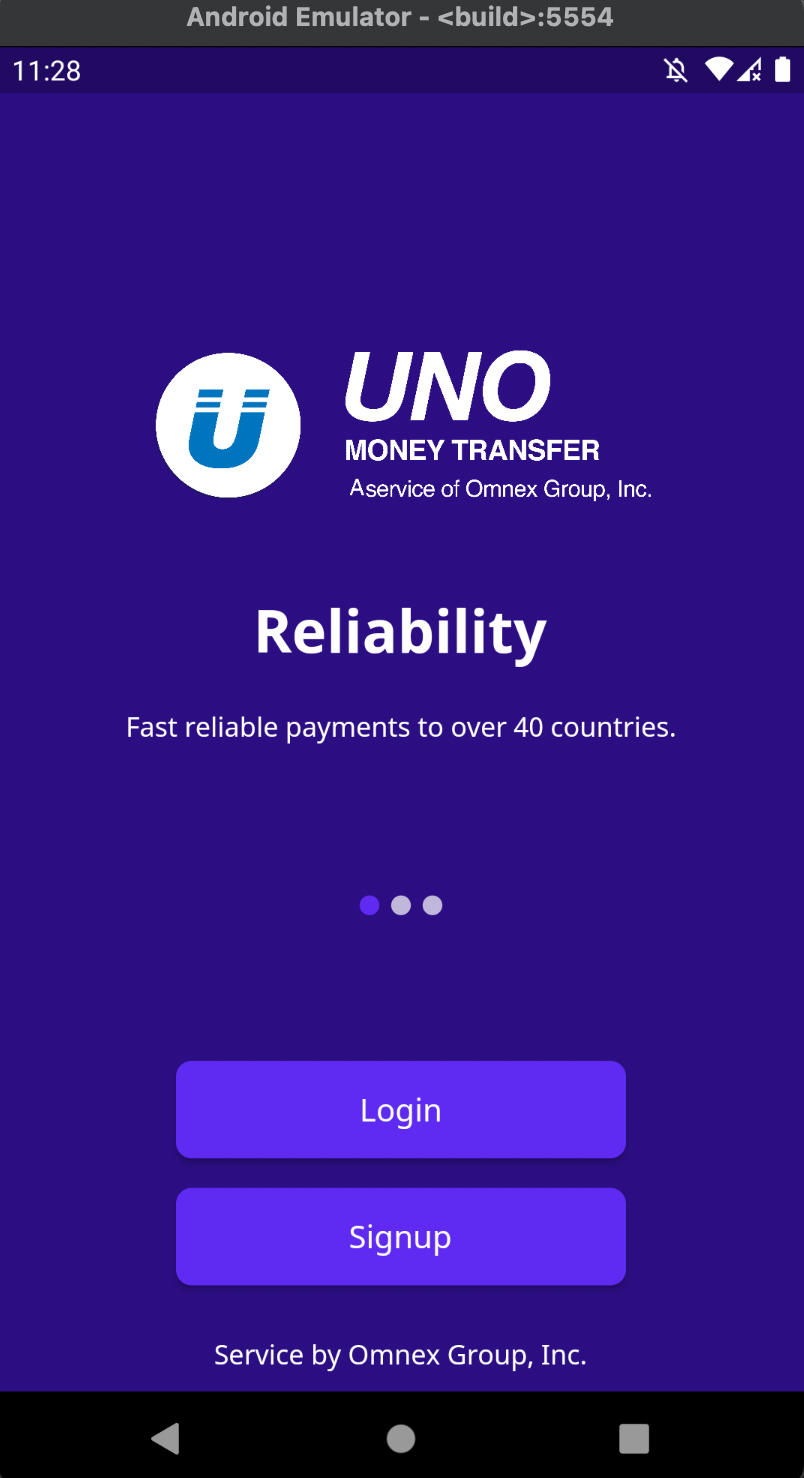 Android Emulator - <build>:5554
11:28
U
UNO
MONEY TRANSFER
Aservice of Omnex Group, Inc.
Reliability
Fast reliable payments to over 40 countries.
Login
Signup
Service by Omnex Group, Inc.